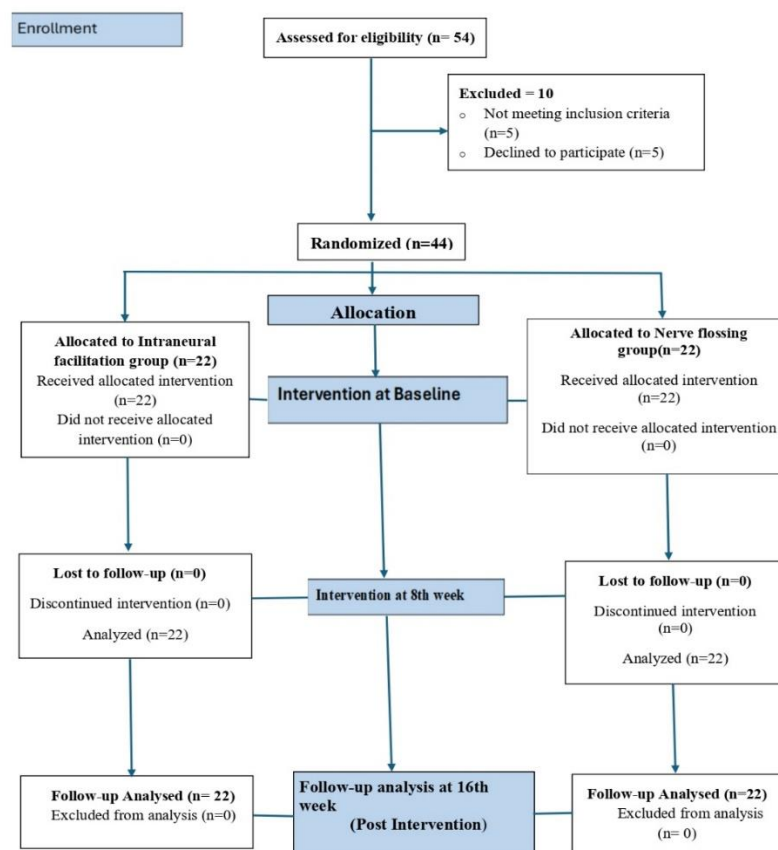 Enrollment
Assessed for eligibility (n= 54)
Excluded = 10
○ Not meeting inclusion criteria
(n=5)
○ Declined to participate (n=5)
Randomized (n=44)
Allocation
Allocated to Intraneural
facilitation group (n=22)
Received allocated intervention
(n=22)
Did not receive allocated
intervention (n=0)
Intervention at Baseline
Allocated to Nerve flossing
group(n=22)
Received allocated intervention
(n=22)
Did not receive allocated intervention
(n=0)
Lost to follow-up (n=0)
Discontinued intervention (n=0)
Analyzed (n=22)
Intervention at 8th week
Lost to follow-up (n=0)
Discontinued intervention
(n=0)
Analyzed (n=22)
Follow-up Analysed (n= 22)
Excluded from analysis (n=0)
Follow-up analysis at 16th
week
(Post Intervention)
Follow-up Analysed (n=22)
Excluded from analysis
(n= 0)